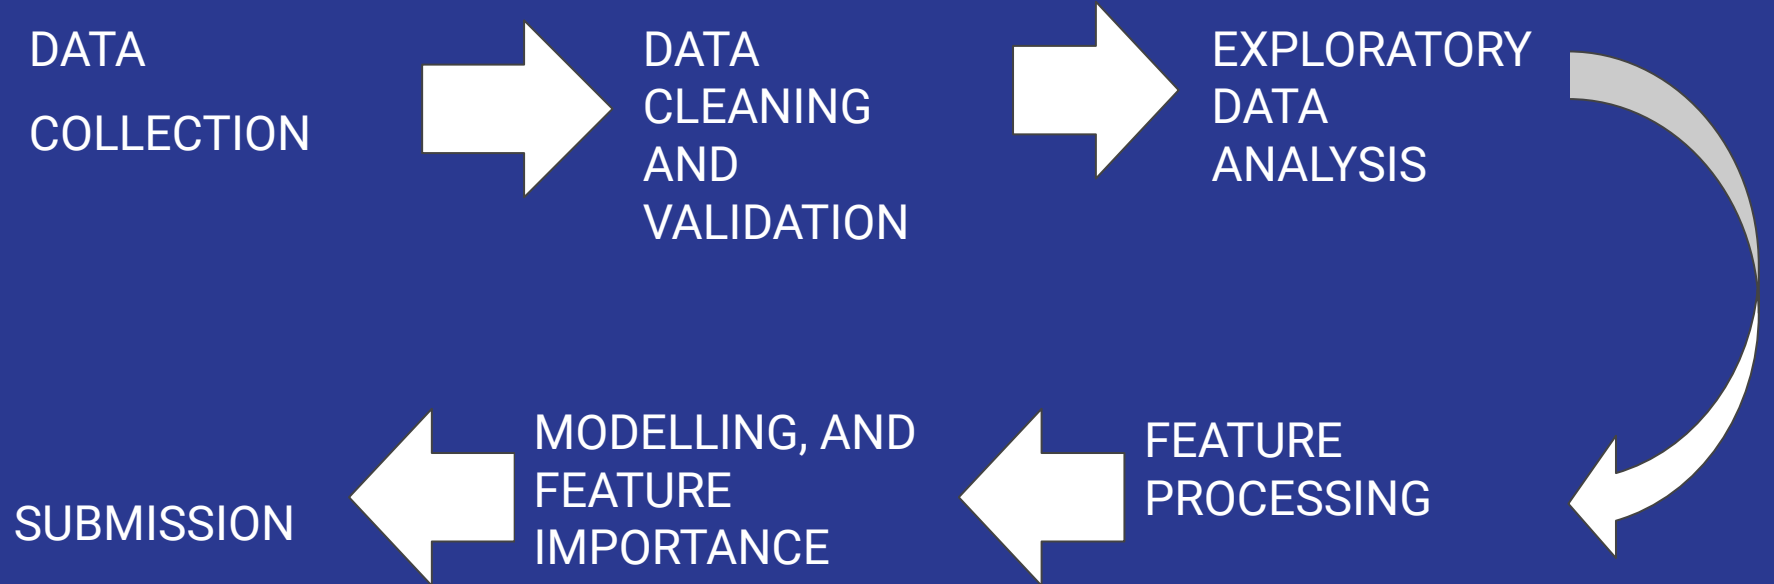 DATA
COLLECTION
DATA
CLEANING
AND
VALIDATION
EXPLORATORY
DATA
ANALYSIS
FEATURE
PROCESSING
MODELLING, AND
FEATURE
IMPORTANCE
SUBMISSION